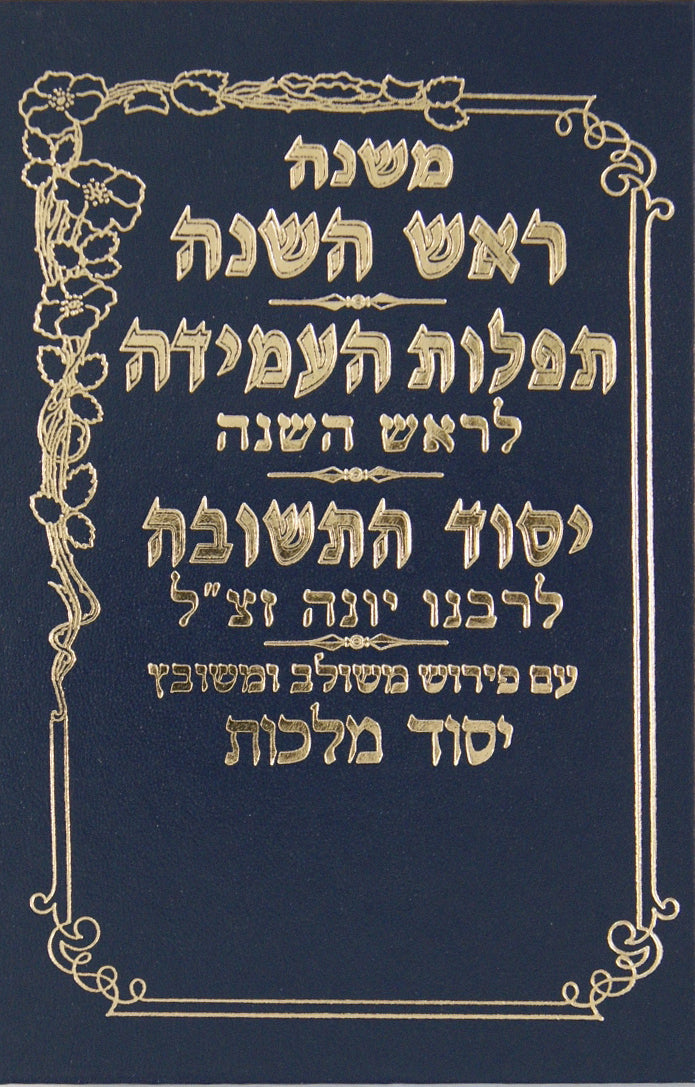 משנה
ראש השנה
תפלות העמידה
לראש השנה
יסוד התשובה
לרבנו יונה זצ"ל
עם פירוש משולב ומשובץ
יסוד מלכות